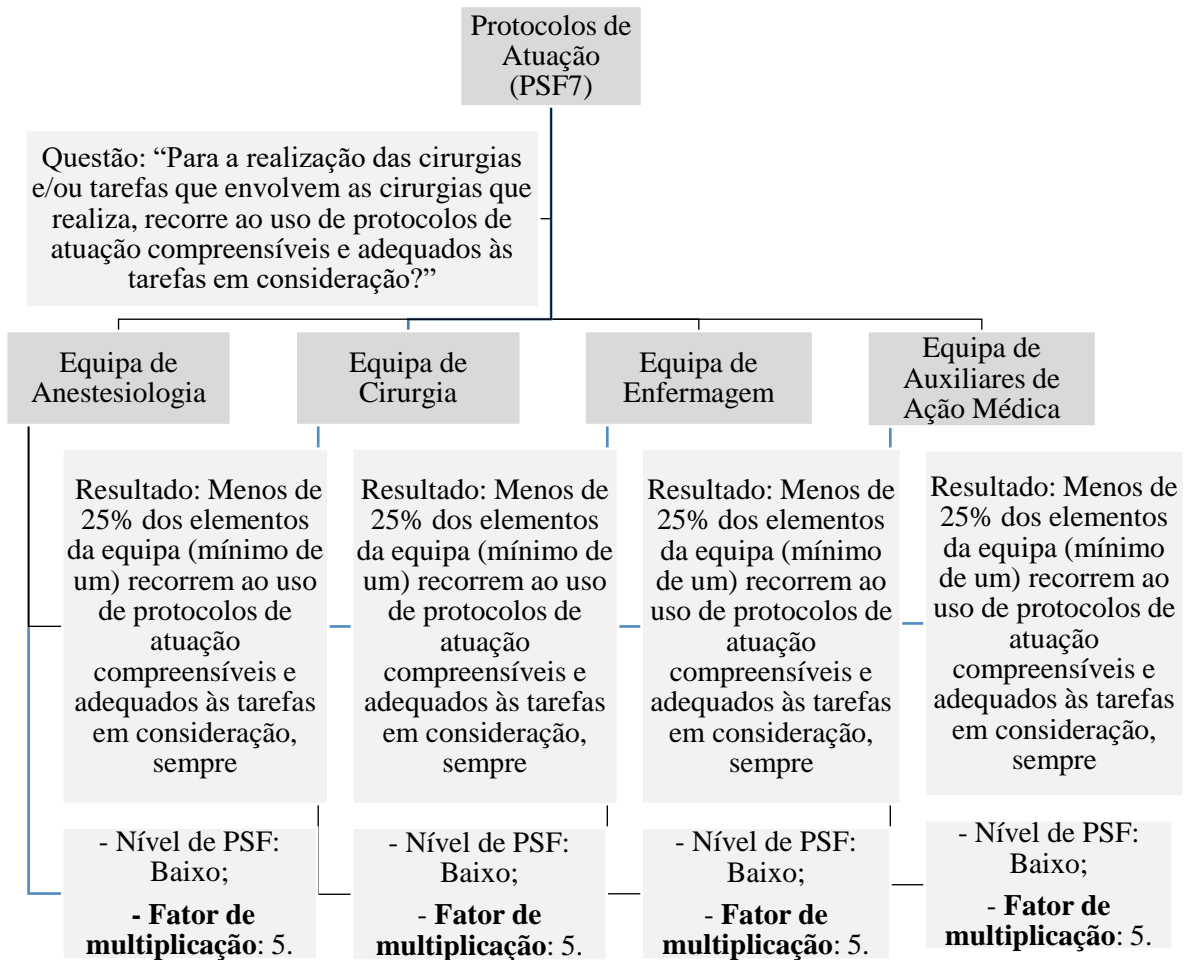 Protocolos de
Atuação
(PSF7)
Questão: “Para a realização das cirurgias
e/ou tarefas que envolvem as cirurgias que
realiza, recorre ao uso de protocolos de
atuação compreensíveis e adequados às
tarefas em consideração?”
Equipa de
Anestesiologia
Equipa de
Cirurgia
Equipa de
Enfermagem
Equipa de
Auxiliares de
Ação Médica
Resultado: Menos de
25% dos elementos
da equipa (mínimo de
um) recorrem ao uso
de protocolos de
atuação
compreensíveis e
adequados às tarefas
em consideração,
sempre
Resultado: Menos de
25% dos elementos
da equipa (mínimo de
um) recorrem ao uso
de protocolos de
atuação
compreensíveis e
adequados às tarefas
em consideração,
sempre
Resultado: Menos de
25% dos elementos
da equipa (mínimo
de um) recorrem ao
uso de protocolos de
atuação
compreensíveis e
adequados às tarefas
em consideração,
sempre
Resultado: Menos de
25% dos elementos
da equipa (mínimo
de um) recorrem ao
uso de protocolos de
atuação
compreensíveis e
adequados às tarefas
em consideração,
sempre
- Nível de PSF:
Baixo;
- Fator de
multiplicação: 5.
- Nível de PSF:
Baixo;
- Fator de
multiplicação: 5.
- Nível de PSF:
Baixo;
- Fator de
multiplicação: 5.
- Nível de PSF:
Baixo;
- Fator de
multiplicação: 5.